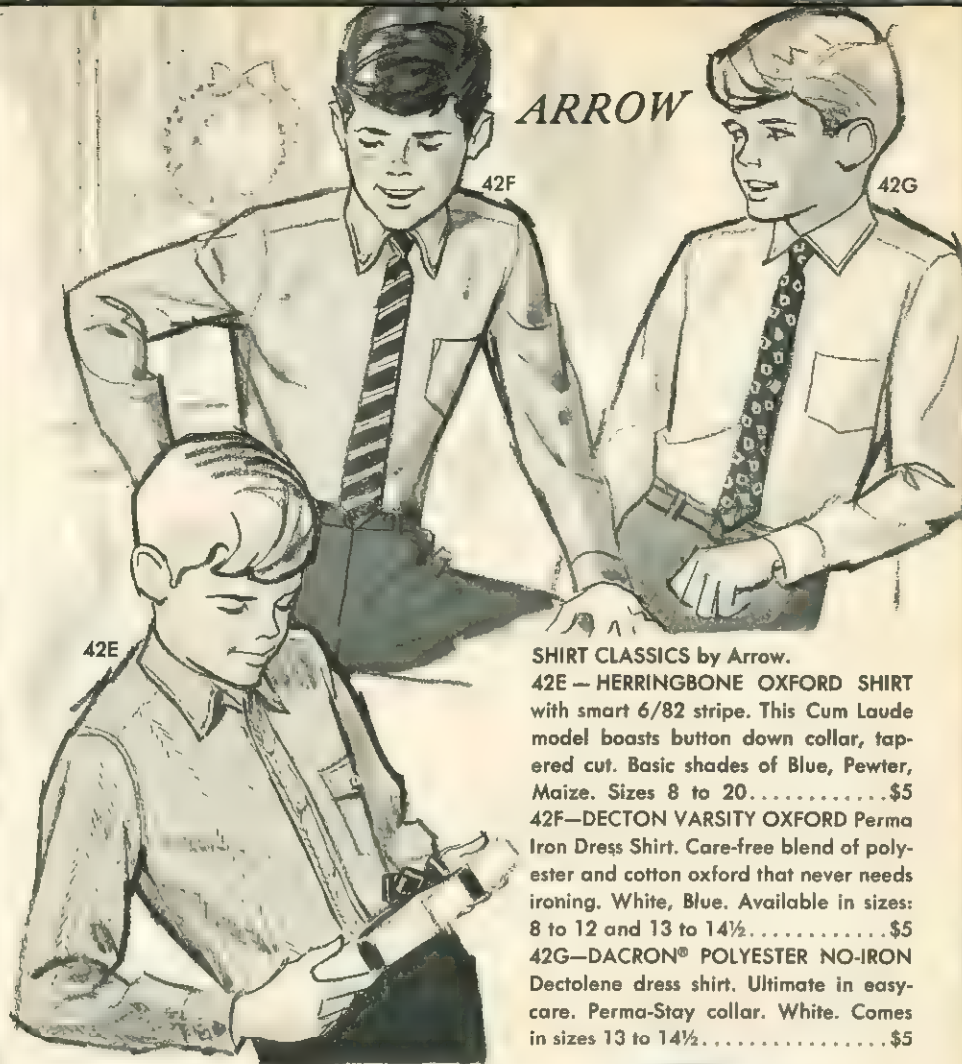 ARROW
42F
42G
42E
SHIRT CLASSICS by Arrow.
42E — HERRINGBONE OXFORD SHIRT
with smart 6/82 stripe. This Cum Laude
model boasts button down collar, tap-
ered cut. Basic shades of Blue, Pewter,
Maize. Sizes 8 to 20............$5
42F—DECTON VARSITY OXFORD Perma
Iron Dress Shirt. Care-free blend of poly-
ester and cotton oxford that never needs
ironing. White, Blue. Available in sizes:
8 to 12 and 13 to 14½............$5
42G—DACRON® POLYESTER NO-IRON
Dectolene dress shirt. Ultimate in easy-
care. Perma-Stay collar. White. Comes
in sizes 13 to 14½................$5